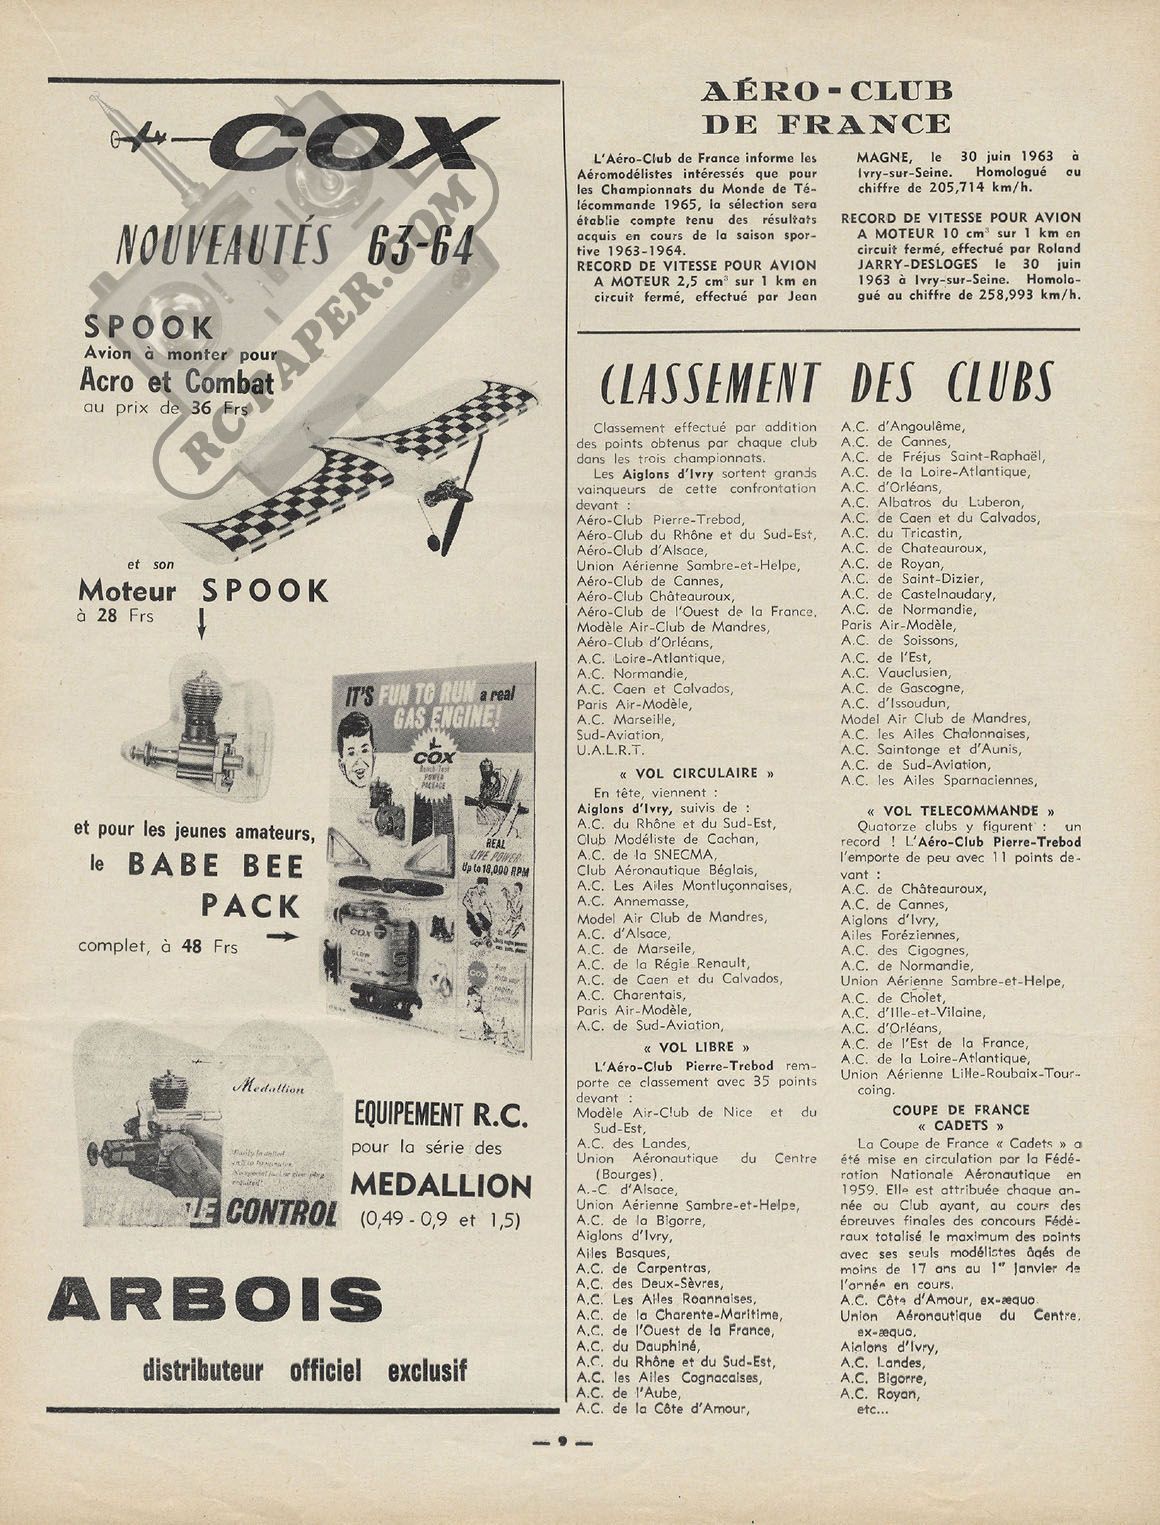 COX
NOUVEAUTÉS 63-64
RC-PAPER.COM
SPOOK
Avion à monter pour
Acro et Combat
au prix de 36 Frs
et son
Moteur SPOOK
à 28 Frs
IT'S FUN TO RUN a real
GAS ENGINE!
COX
Bench-Test
POWER
PACKAGE
REAL
LIVE POWER
Up to 18,000 RPM
COX
GLOW
et pour les jeunes amateurs,
le BABE BEE
PACK
complet, à 48 Frs
Medallion
CONTROL
EQUIPEMENT R.C.
pour la série des
MEDALLION
(0,49 - 0,9 et 1,5)
ARBOIS
distributeur officiel exclusif
AÉRO-CLUB
DE FRANCE
L'Aéro-Club de France informe les
Aéromodélistes intéressés que pour
les Championnats du Monde de Té-
lécommande 1965, la sélection sera
établie compte tenu des résultats
acquis en cours de la saison spor-
tive 1963-1964.
RECORD DE VITESSE POUR AVION
A MOTEUR 2,5 cm³ sur 1 km en
circuit fermé, effectué par Jean
MAGNE, le 30 juin 1963 à
Ivry-sur-Seine. Homologué au
chiffre de 205,714 km/h.
RECORD DE VITESSE POUR AVION
A MOTEUR 10 cm³ sur 1 km en
circuit fermé, effectué par Roland
JARRY-DESLOGES le 30 juin
1963 à Ivry-sur-Seine. Homolo-
gué au chiffre de 258,993 km/h.
CLASSEMENT DES CLUBS
Classement effectué par addition
des points obtenus par chaque club
dans les trois championnats.
Les Aiglons d'Ivry sortent grands
vainqueurs de cette confrontation
devant :
Aéro-Club Pierre-Trebod,
Aéro-Club du Rhône et du Sud-Est,
Aéro-Club d'Alsace,
Union Aérienne Sambre-et-Helpe,
Aéro-Club de Cannes,
Aéro-Club Châteauroux,
Aéro-Club de l'Ouest de la France,
Modèle Air-Club de Mandres,
Aéro-Club d'Orléans,
A.C. Loire-Atlantique,
A.C. Normandie,
A.C. Caen et Calvados,
Paris Air-Modèle,
A.C. Marseille,
Sud-Aviation,
U.A.L.R.T.
« VOL CIRCULAIRE »
En tête, viennent :
Aiglons d'Ivry, suivis de :
A.C. du Rhône et du Sud-Est,
Club Modéliste de Cachan,
A.C. de la SNECMA,
Club Aéronautique Béglais,
A.C. Les Ailes Montluçonnaises,
A.C. Annemasse,
Model Air Club de Mandres,
A.C. d'Alsace,
A.C. de Marseile,
A.C. de la Régie Renault,
A.C. de Caen et du Calvados,
A.C. Charentais,
Paris Air-Modèle,
A.C. de Sud-Aviation,
« VOL LIBRE »
L'Aéro-Club Pierre-Trebod rem-
porte ce classement avec 35 points
devant :
Modèle Air-Club de Nice et du
Sud-Est,
A.C. des Landes,
Union Aéronautique du Centre
(Bourges),
A.-C. d'Alsace,
Union Aérienne Sambre-et-Helpe,
A.C. de la Bigorre,
Aiglons d'Ivry,
Ailes Basques,
A.C. de Carpentras,
A.C. des Deux-Sèvres,
A.C. Les Ailes Roannaises,
A.C. de la Charente-Maritime,
A.C. de l'Ouest de la France,
A.C. du Dauphiné,
A.C. du Rhône et du Sud-Est,
A.C. les Ailes Cognacaises,
A.C. de l'Aube,
A.C. de la Côte d'Amour,
A.C. d'Angoulême,
A.C. de Cannes,
A.C. de Fréjus Saint-Raphaël,
A.C. de la Loire-Atlantique,
A.C. d'Orléans,
A.C. Albatros du Luberon,
A.C. de Caen et du Calvados,
A.C. du Tricastin,
A.C. de Chateauroux,
A.C. de Royan,
A.C. de Saint-Dizier,
A.C. de Castelnaudary,
A.C. de Normandie,
Paris Air-Modèle,
A.C. de Soissons,
A.C. de l'Est,
A.C. Vauclusien,
A.C. de Gascogne,
A.C. d'Issoudun,
Model Air Club de Mandres,
A.C. les Ailes Chalonnaises,
A.C. Saintonge et d'Aunis,
A.C. de Sud-Aviation,
A.C. les Ailes Sparnaciennes,
« VOL TELECOMMANDE »
Quatorze clubs y figurent : un
record ! L'Aéro-Club Pierre-Trebod
l'emporte de peu avec 11 points de-
vant :
A.C. de Châteauroux,
A.C. de Cannes,
Aiglons d'Ivry,
Ailes Foréziennes,
A.C. des Cigognes,
A.C. de Normandie,
Union Aérienne Sambre-et-Helpe,
A.C. de Cholet,
A.C. d'Ille-et-Vilaine,
A.C. d'Orléans,
A.C. de l'Est de la France,
A.C. de la Loire-Atlantique,
Union Aérienne Lille-Roubaix-Tour-
coing.
COUPE DE FRANCE
« CADETS »
La Coupe de France « Cadets » a
été mise en circulation par la Fédé-
ration Nationale Aéronautique en
1959. Elle est attribuée chaque an-
née au Club ayant, au cours des
épreuves finales des concours Fédé-
raux totalisé le maximum des points
avec ses seuls modélistes âgés de
moins de 17 ans au 1er janvier de
l'année en cours.
A.C. Côte d'Amour, ex-æquo.
Union Aéronautique du Centre,
ex-æquo,
Aiglons d'Ivry,
A.C. Landes,
A.C. Bigorre,
A.C. Royan,
etc...
— 9 —